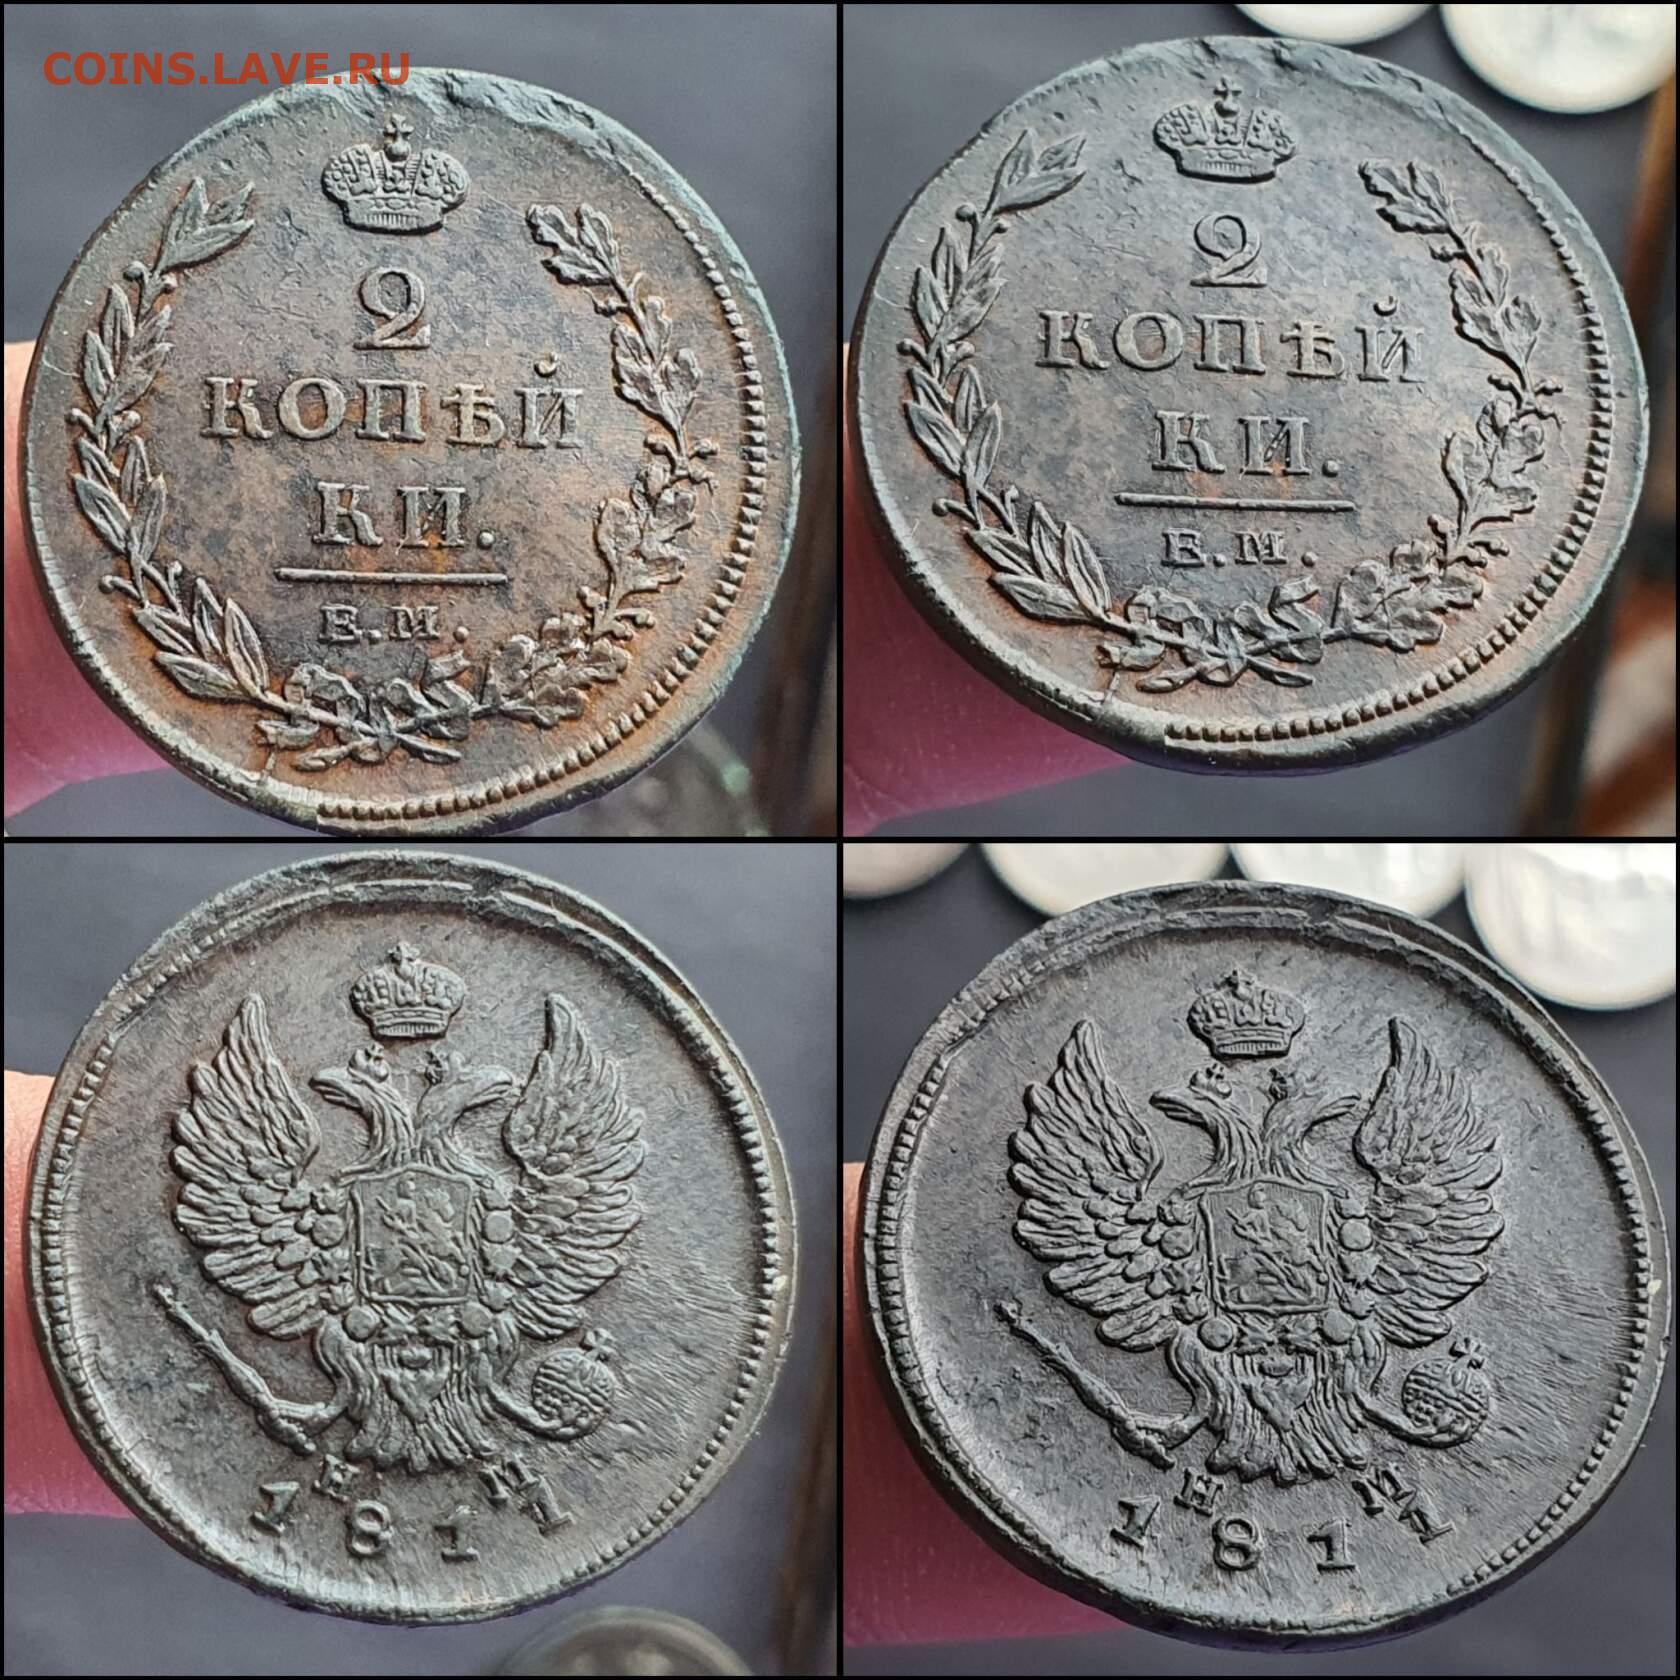 COINS.LAVE.RU
2
КОПѢЙ
КИ.
Е.М.
2
КОПѢЙ
КИ.
Е.М.
Н М
1811
Н М
1811